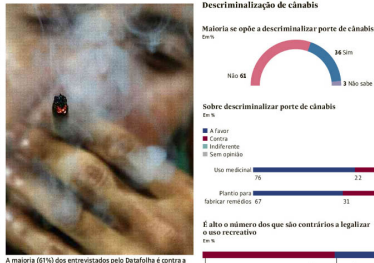 Descriminalização de cânabis
Maioria se opõe a descriminalizar porte de cânabis
Em %
36 Sim
Não 61
3 Não sabe
Sobre descriminalizar porte de cânabis
Em %
A favor
Contra
Indiferente
Sem opinião
Uso medicinal
76
22
Plantio para
fabricar remédios 67
31
É alto o número dos que são contrários a legalizar
o uso recreativo
Em %
A maioria (61%) dos entrevistados pelo Datafolha é contra a